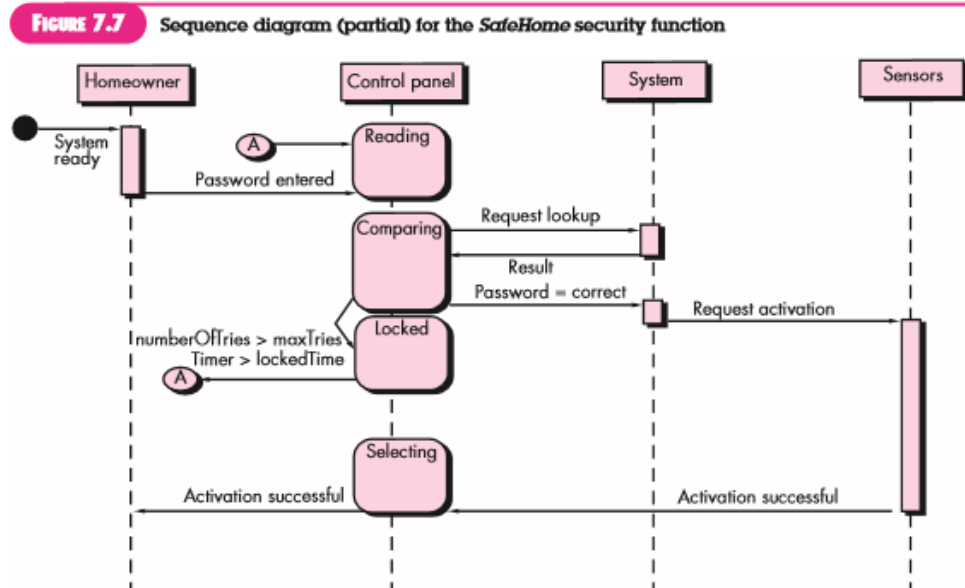 FIGURE 7.7 Sequence diagram (partial) for the SafeHome security function
Homeowner
Control panel
System
Sensors
System
ready
A
Reading
Password entered
Comparing
Request lookup
Result
Password = correct
Request activation
numberOfTries > maxTries
Locked
Timer > lockedTime
A
Selecting
Activation successful
Activation successful